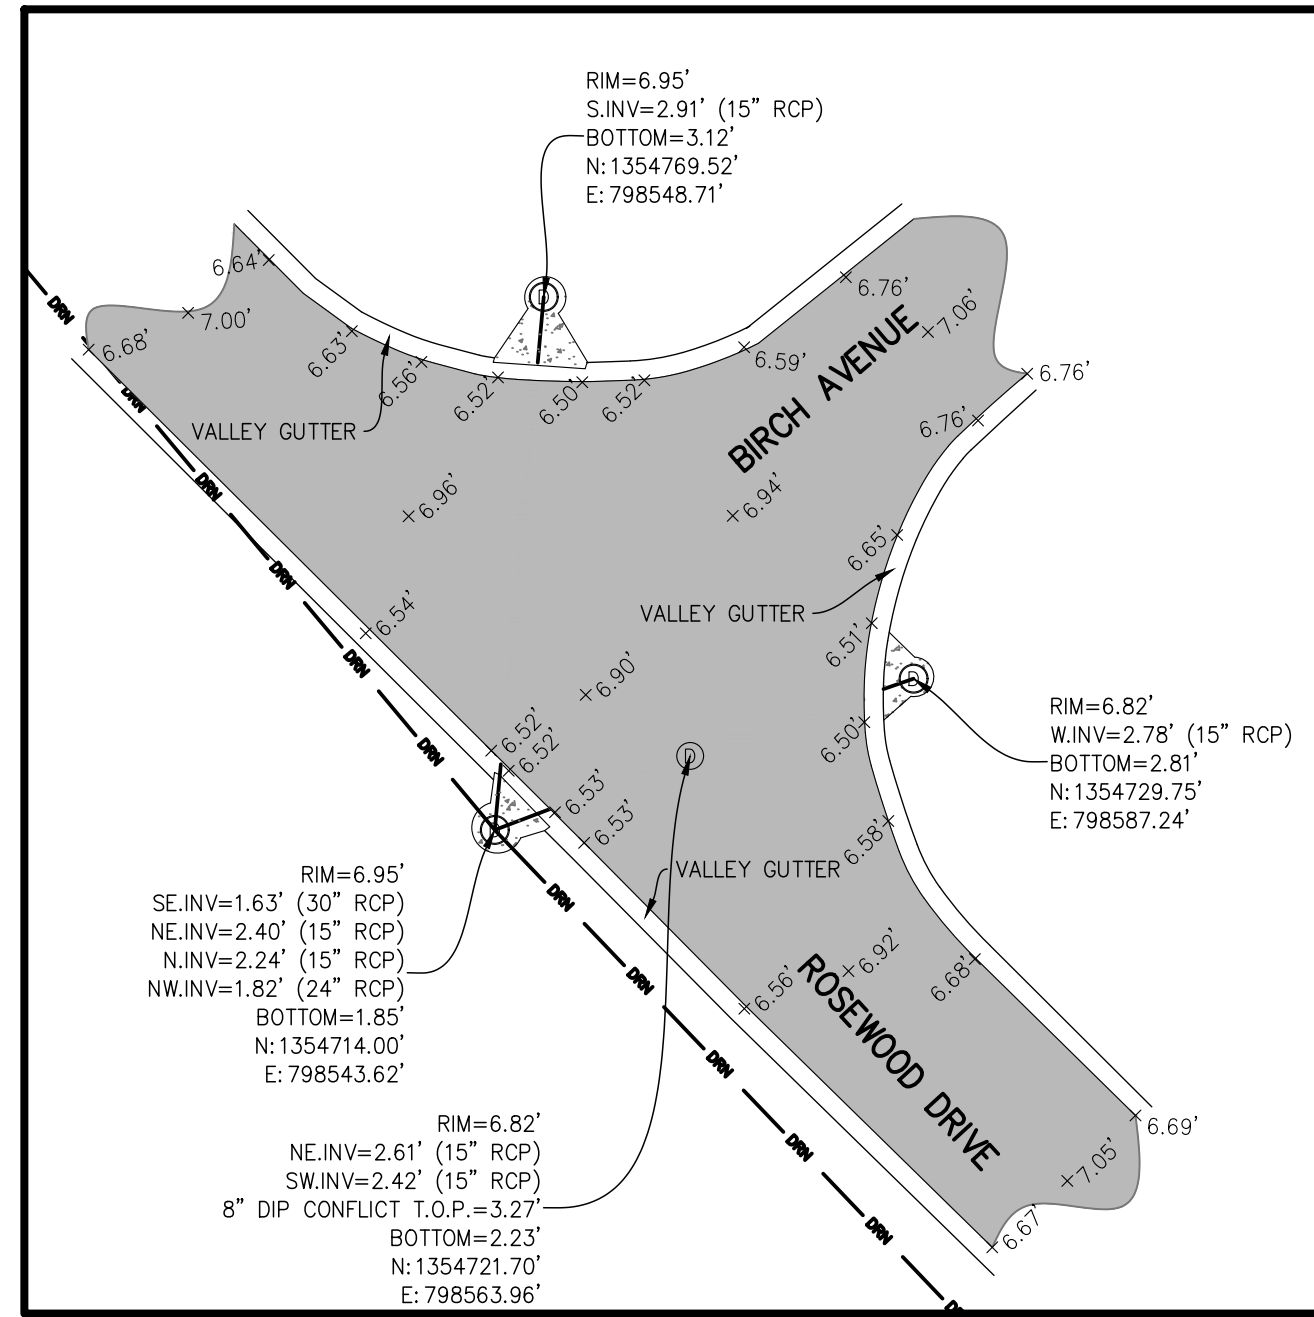 RIM=6.95'
S.INV=2.91' (15" RCP)
BOTTOM=3.12'
N:1354769.52'
E:798548.71'
6.64'
7.00'
6.68'
6.63'
6.56'
6.52'
6.50'
6.52'
6.59'
6.76'
7.06'
6.76'
6.76'
BIRCH AVENUE
VALLEY GUTTER
6.96'
6.94'
6.65'
6.54'
VALLEY GUTTER
6.51'
6.90'
6.50'
6.52'
6.52'
6.53'
6.53'
6.58'
D
D
D
RIM=6.82'
W.INV=2.78' (15" RCP)
BOTTOM=2.81'
N:1354729.75'
E:798587.24'
VALLEY GUTTER
RIM=6.95'
SE.INV=1.63' (30" RCP)
NE.INV=2.40' (15" RCP)
N.INV=2.24' (15" RCP)
NW.INV=1.82' (24" RCP)
BOTTOM=1.85'
N:1354714.00'
E:798543.62'
6.56'
6.92'
6.68'
ROSEWOOD DRIVE
6.69'
7.05'
6.67'
RIM=6.82'
NE.INV=2.61' (15" RCP)
SW.INV=2.42' (15" RCP)
8" DIP CONFLICT T.O.P.=3.27'
BOTTOM=2.23'
N:1354721.70'
E:798563.96'
DRN
DRN
DRN
DRN
DRN
DRN
DRN
DRN
DRN
DRN
DRN